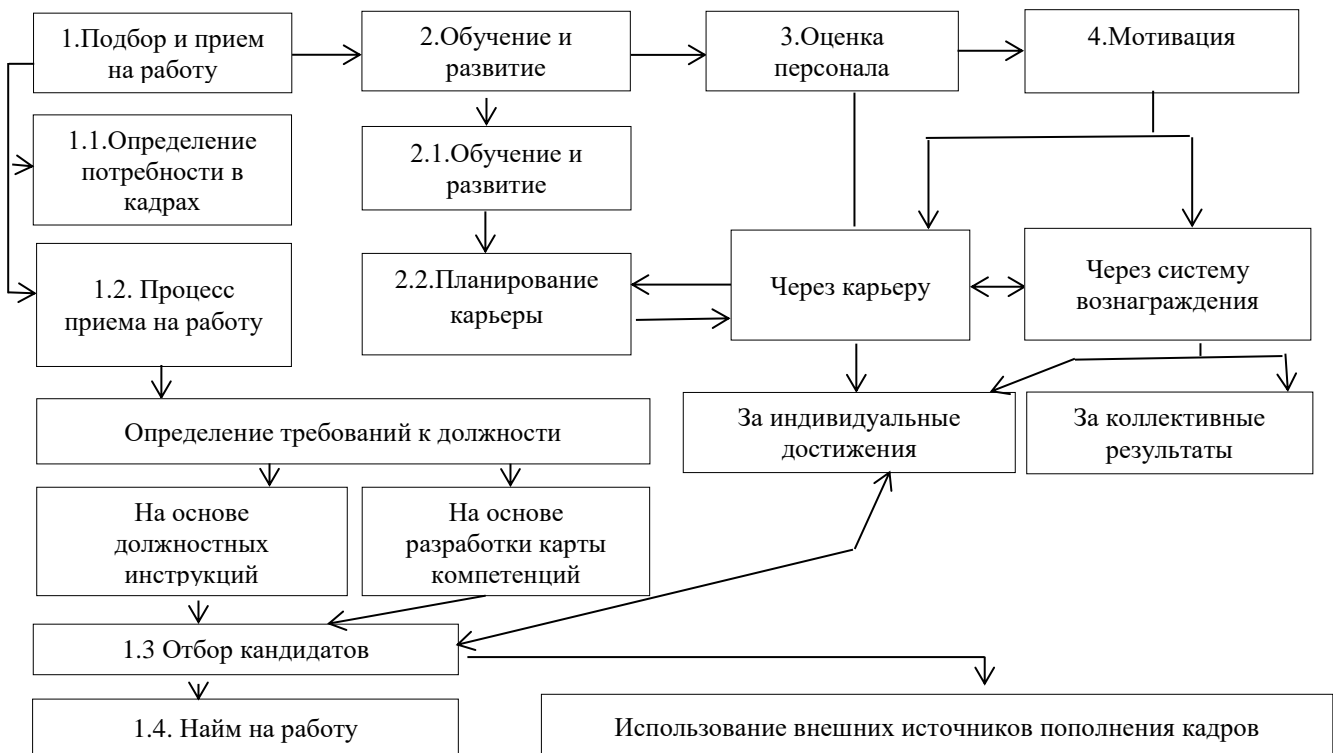 1.Подбор и прием
на работу
2.Обучение и
развитие
3.Оценка
персонала
4.Мотивация
1.1.Определение
потребности в
кадрах
2.1.Обучение и
развитие
1.2. Процесс
приема на работу
2.2.Планирование
карьеры
Через карьеру
Через систему
вознаграждения
Определение требований к должности
За индивидуальные
достижения
За коллективные
результаты
На основе
должностных
инструкций
На основе
разработки карты
компетенций
1.3 Отбор кандидатов
1.4. Найм на работу
Использование внешних источников пополнения кадров